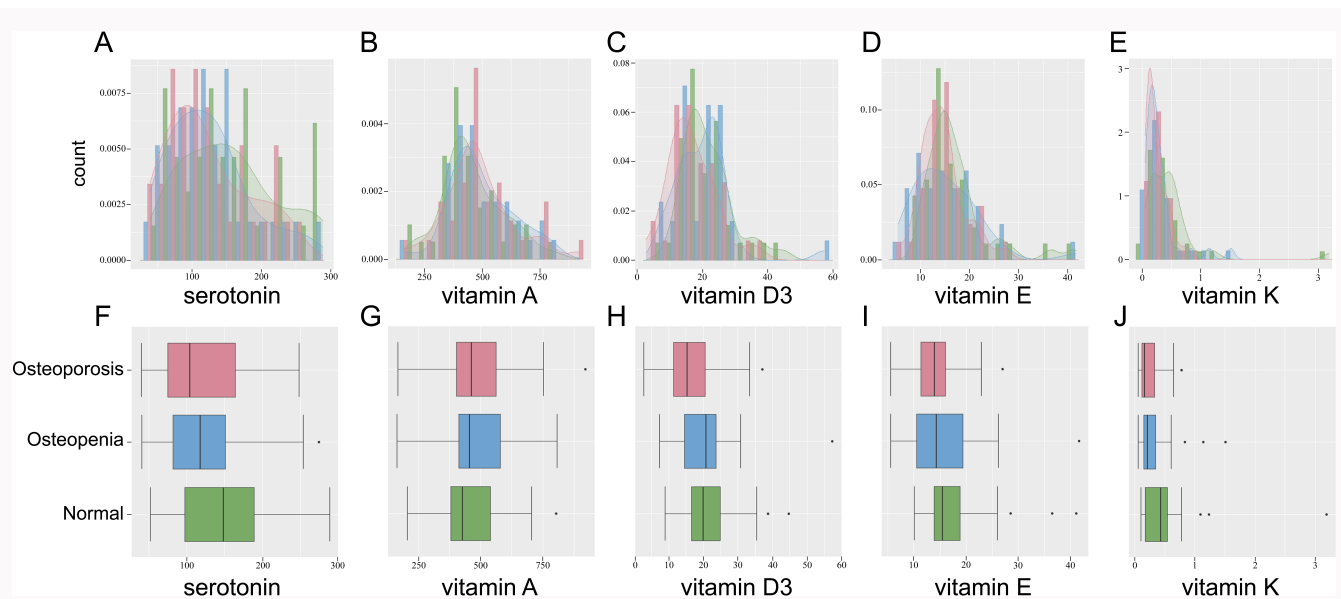 A B C D E
count
0.0075
0.0050
0.0025
0.0000
100 200 300
serotonin
0.004
0.002
0.000
250 500 750
vitamin A
0.08
0.06
0.04
0.02
0.00
0 20 40 60
vitamin D3
0.10
0.05
0.00
10 20 30 40
vitamin E
3
2
1
0
0 1 2 3
vitamin K
F G H I J
Osteoporosis
Osteopenia
Normal
100 200 300
serotonin
250 500 750
vitamin A
0 10 20 30 40 50 60
vitamin D3
10 20 30 40
vitamin E
0 1 2 3
vitamin K